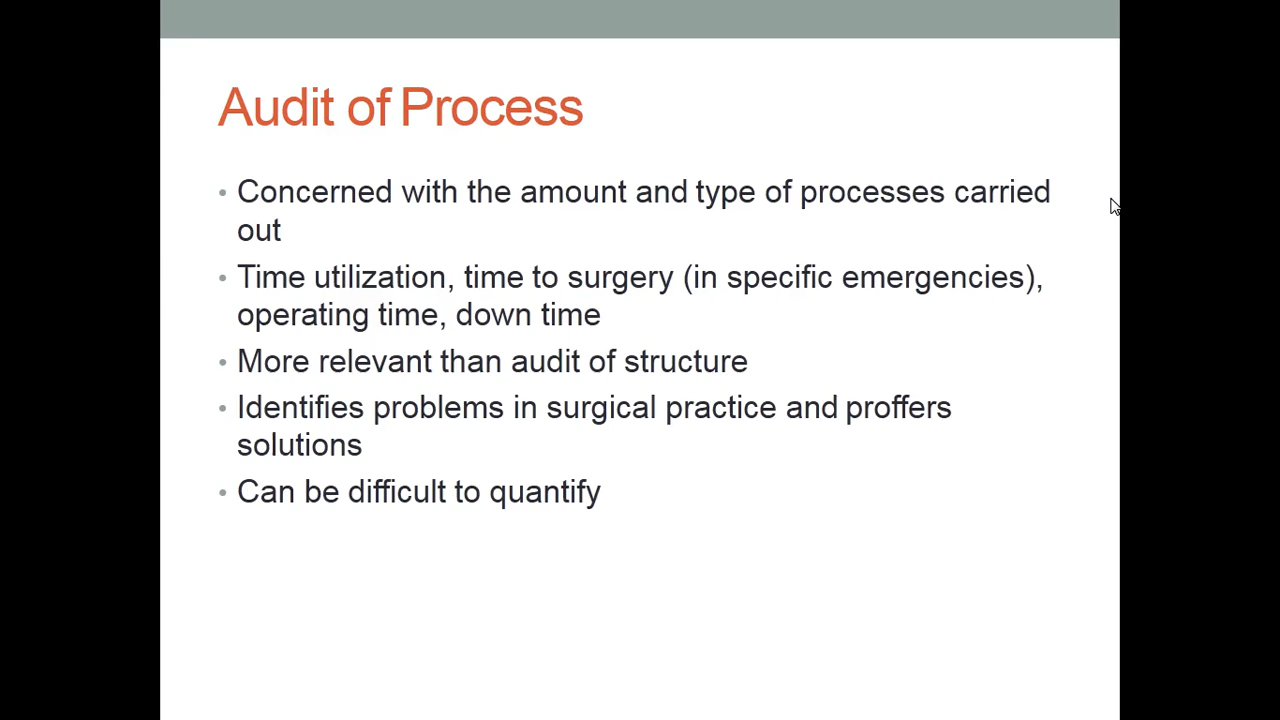 Audit of Process
• Concerned with the amount and type of processes carried
out
• Time utilization, time to surgery (in specific emergencies),
operating time, down time
• More relevant than audit of structure
• Identifies problems in surgical practice and proffers
solutions
• Can be difficult to quantify